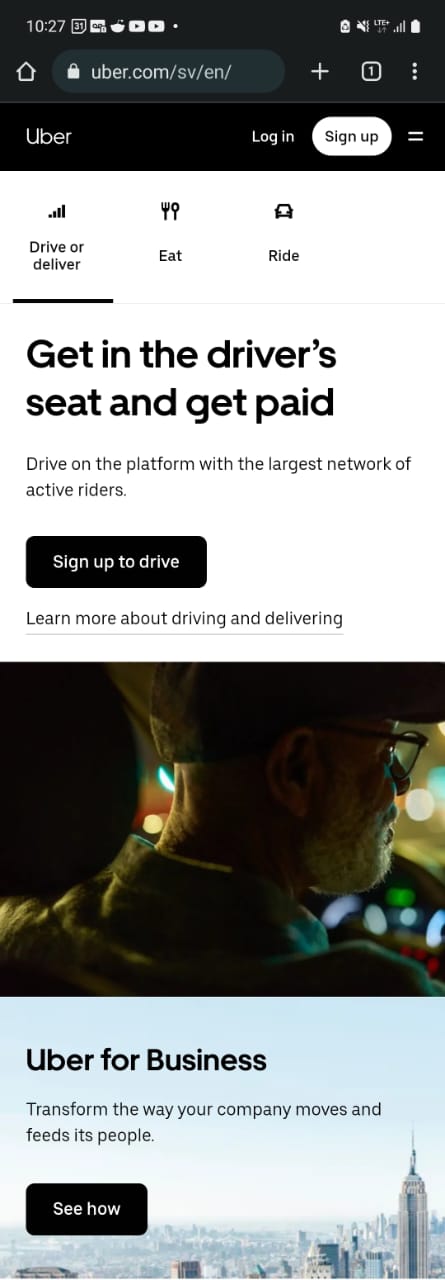 10:27
31
LTE+
uber.com/sv/en/
1
Uber
Log in
Sign up
Drive or
deliver
Eat
Ride
Get in the driver's
seat and get paid
Drive on the platform with the largest network of
active riders.
Sign up to drive
Learn more about driving and delivering
Uber for Business
Transform the way your company moves and
feeds its people.
See how